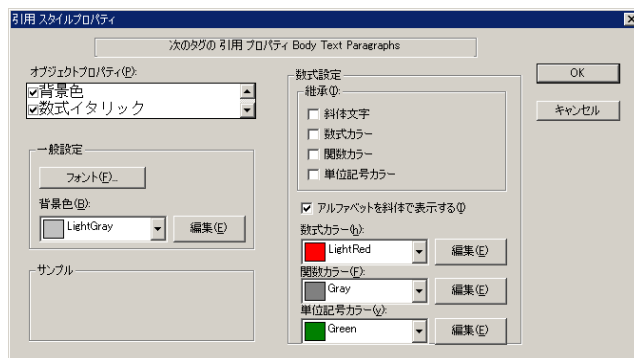 引用 スタイルプロパティ
次のタグの 引用 プロパティ Body Text Paragraphs
オブジェクトプロパティ(P):
背景色
数式イタリック
一般設定
フォント(F)...
背景色(B):
LightGray
編集(E)
サンプル
数式設定
継承(I):
斜体文字
数式カラー
関数カラー
単位記号カラー
アルファベットを斜体で表示する(I)
数式カラー(h):
LightRed
編集(E)
関数カラー(F):
Gray
編集(E)
単位記号カラー(y):
Green
編集(E)
OK
キャンセル